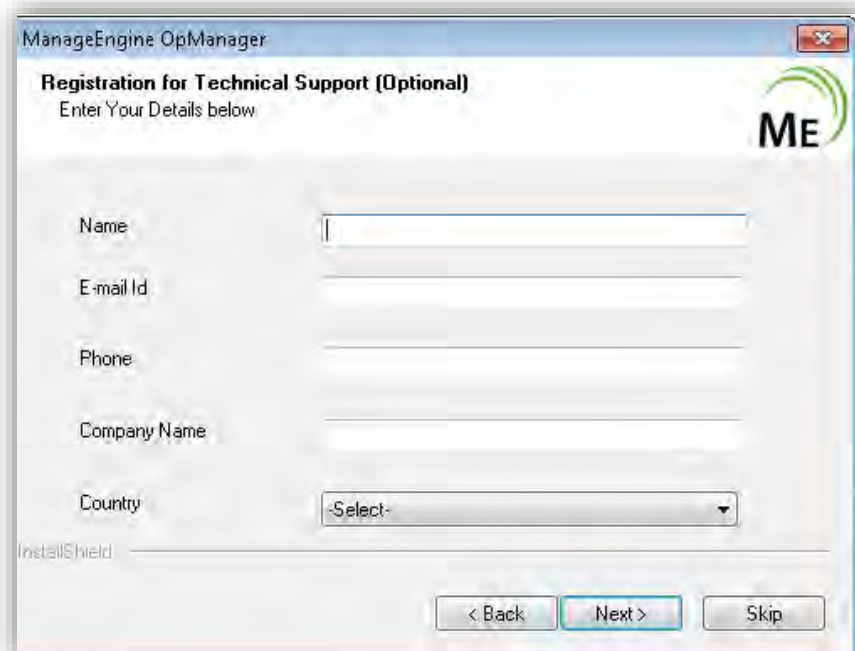 ManageEngine OpManager
Registration for Technical Support (Optional)
Enter Your Details below
ME
Name
E-mail Id
Phone
Company Name
Country
-Select-
InstallShield
< Back
Next >
Skip